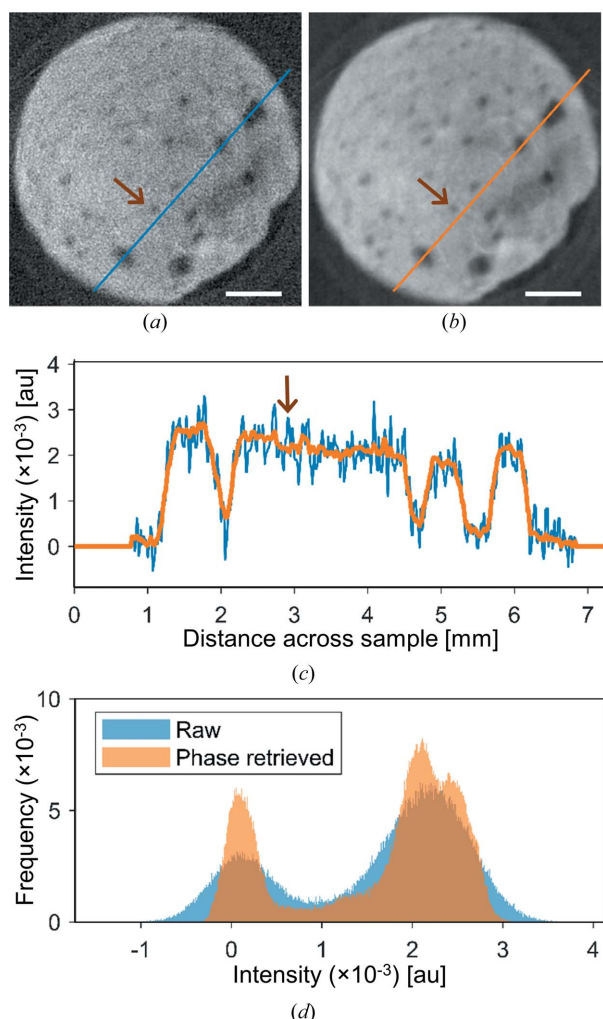 (a) (b)
4
3
2
1
0
Intensity (×10⁻³) [au]
0 1 2 3 4 5 6 7
Distance across sample [mm]
(c)
10
5
0
Frequency (×10⁻³)
Raw
Phase retrieved
-1 0 1 2 3 4
Intensity (×10⁻³) [au]
(d)